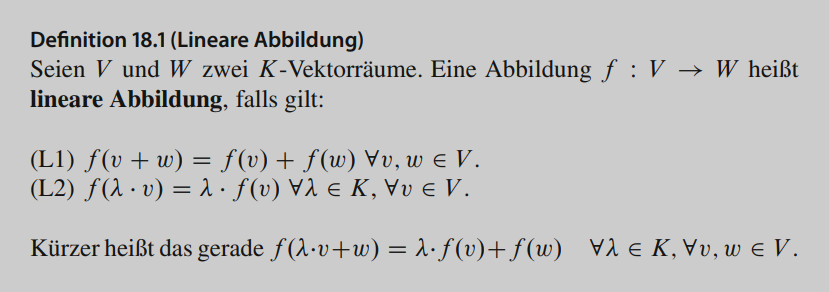 Definition 18.1 (Lineare Abbildung)
Seien V und W zwei K-Vektorräume. Eine Abbildung f : V → W heißt
lineare Abbildung, falls gilt:
(L1) f(v + w) = f(v) + f(w) ∀v, w ∈ V.
(L2) f(λ · v) = λ · f(v) ∀λ ∈ K, ∀v ∈ V.
Kürzer heißt das gerade f(λ·v+w) = λ·f(v)+f(w) ∀λ ∈ K, ∀v, w ∈ V.